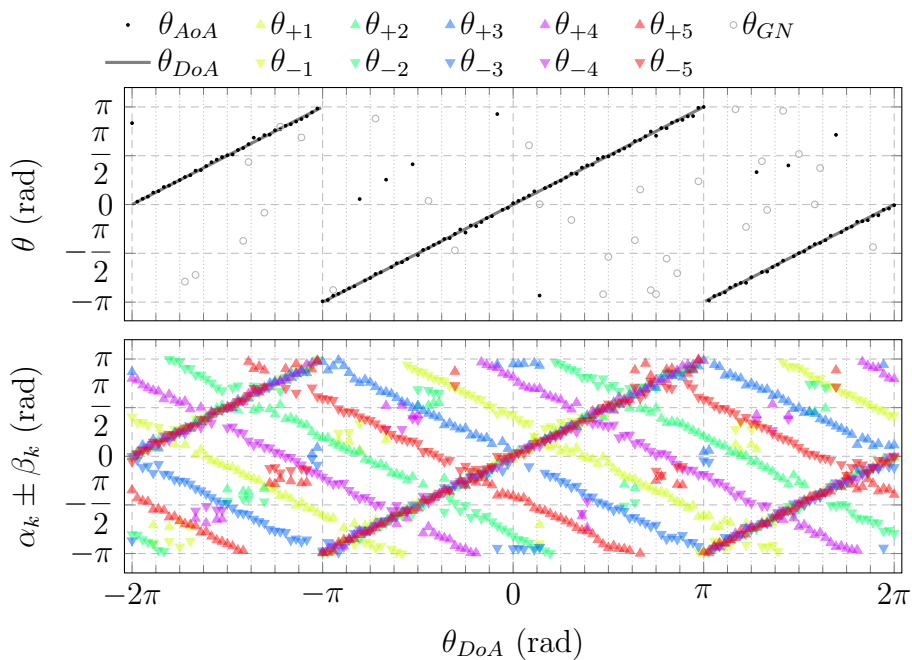 θ_AoA θ_+1 θ_+2 θ_+3 θ_+4 θ_+5 θ_GN
θ_DoA θ_−1 θ_−2 θ_−3 θ_−4 θ_−5
π
π/2
0
−π/2
−π
θ (rad)
π
π/2
0
−π/2
−π
α_k ± β_k (rad)
−2π −π 0 π 2π
θ_DoA (rad)